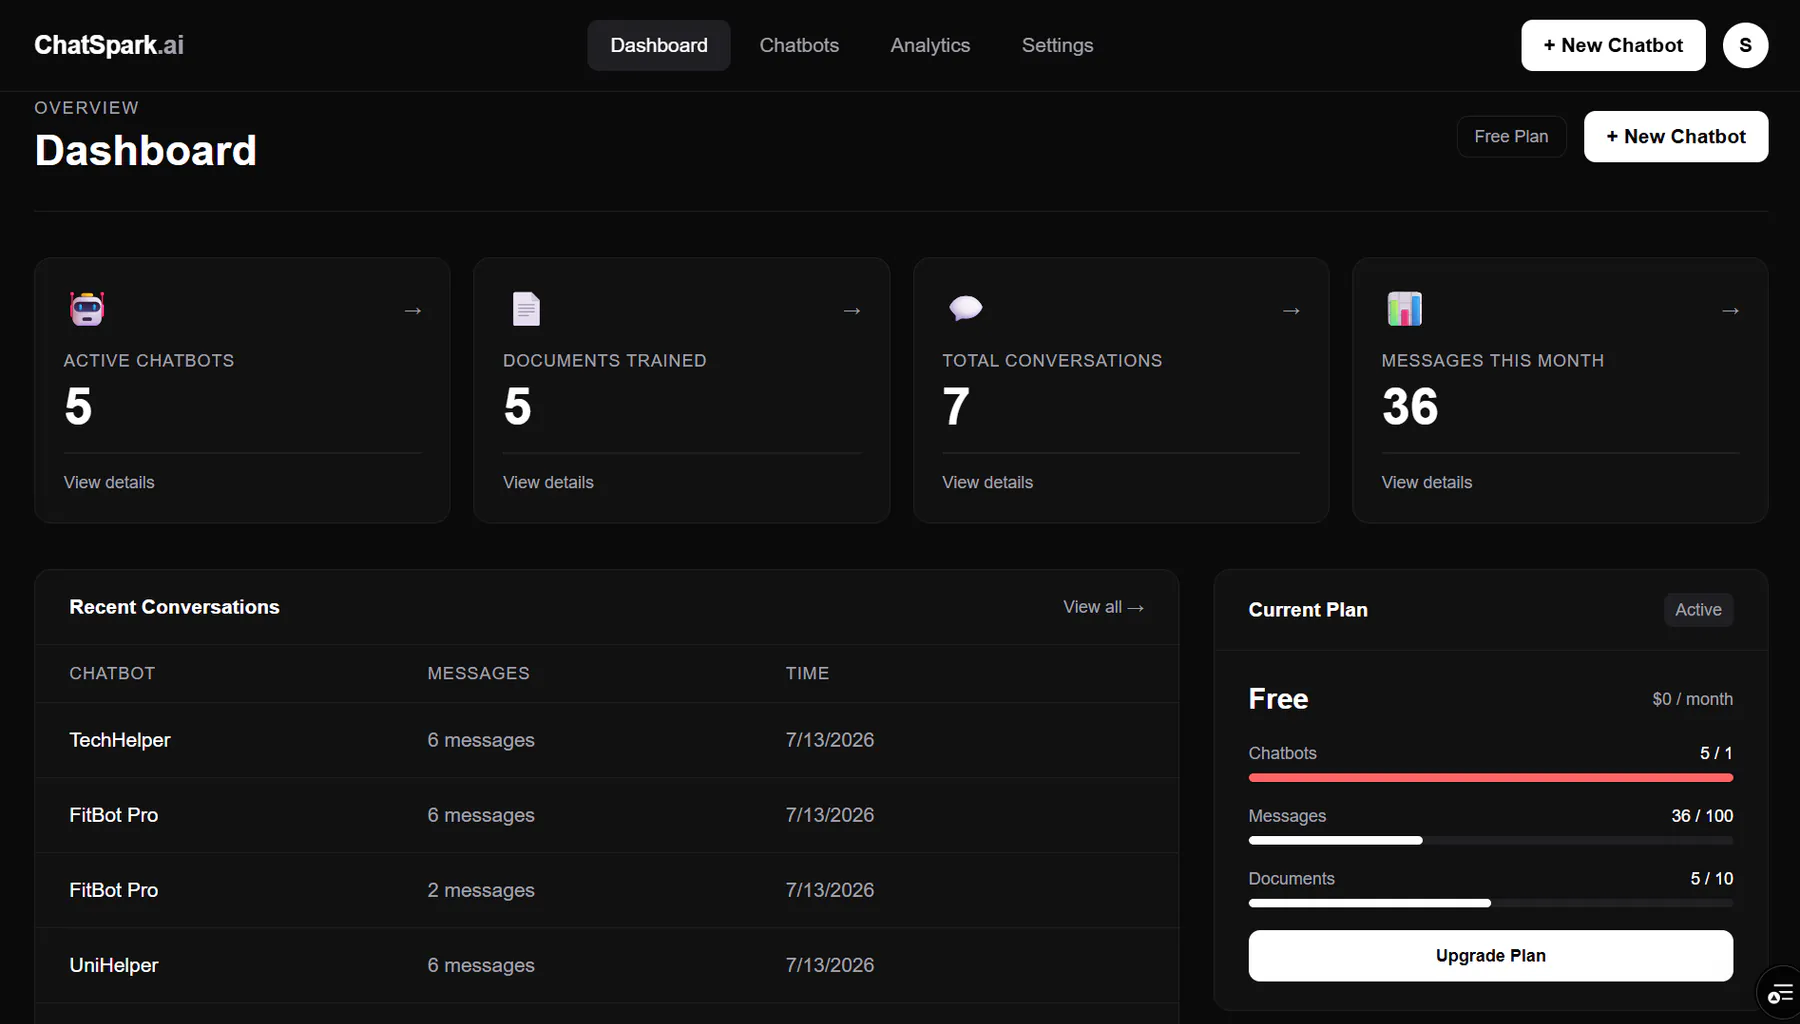 ChatSpark.ai
Dashboard
Chatbots
Analytics
Settings
+ New Chatbot
S
OVERVIEW
Dashboard
Free Plan
+ New Chatbot
→
ACTIVE CHATBOTS
5
View details
→
DOCUMENTS TRAINED
5
View details
→
TOTAL CONVERSATIONS
7
View details
→
MESSAGES THIS MONTH
36
View details
Recent Conversations
View all →
CHATBOT MESSAGES TIME
TechHelper 6 messages 7/13/2026
FitBot Pro 6 messages 7/13/2026
FitBot Pro 2 messages 7/13/2026
UniHelper 6 messages 7/13/2026
Current Plan
Active
Free
$0 / month
Chatbots 5 / 1
Messages 36 / 100
Documents 5 / 10
Upgrade Plan